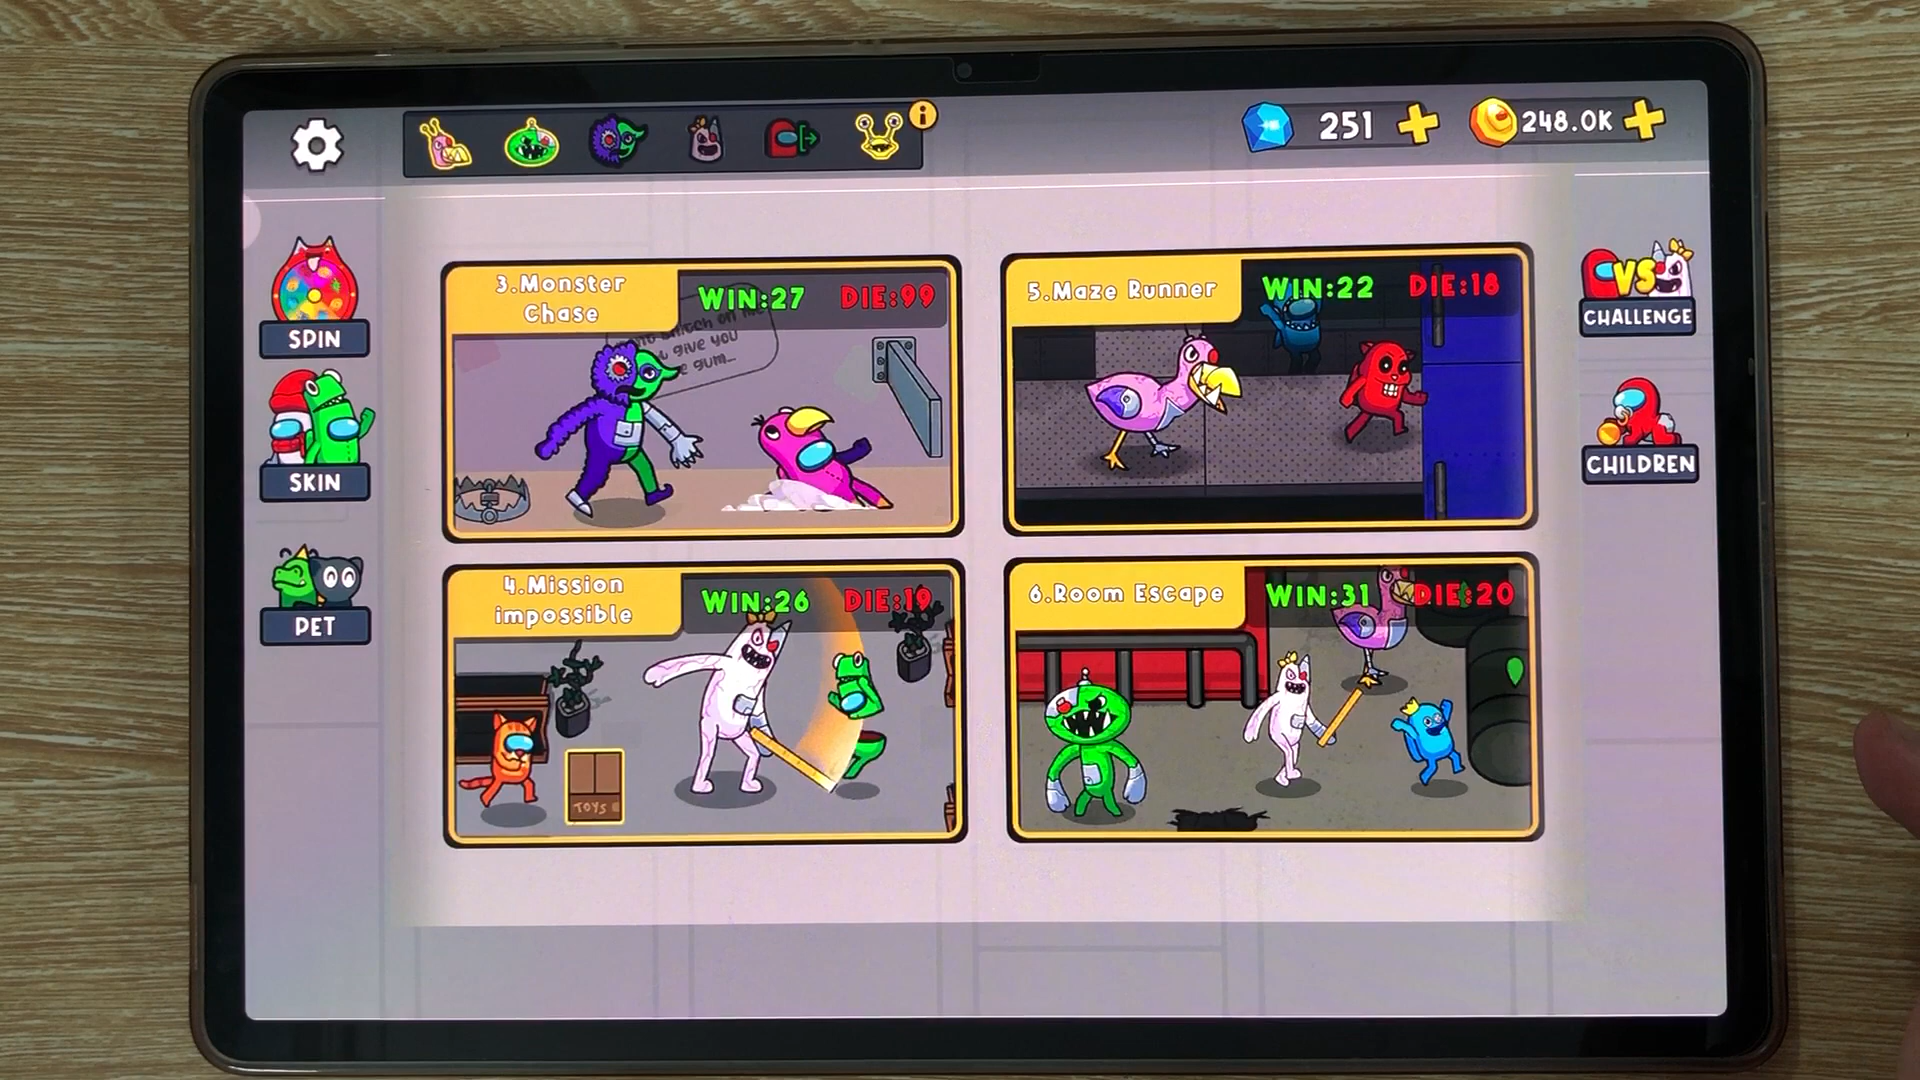 251
248.0K
SPIN
SKIN
PET
3.Monster
Chase
WIN:27
DIE:99
switch on
give you
gum...
5.Maze Runner
WIN:22
DIE:18
4.Mission
impossible
WIN:26
DIE:19
TOYS
6.Room Escape
WIN:31
DIE:20
VS
CHALLENGE
CHILDREN